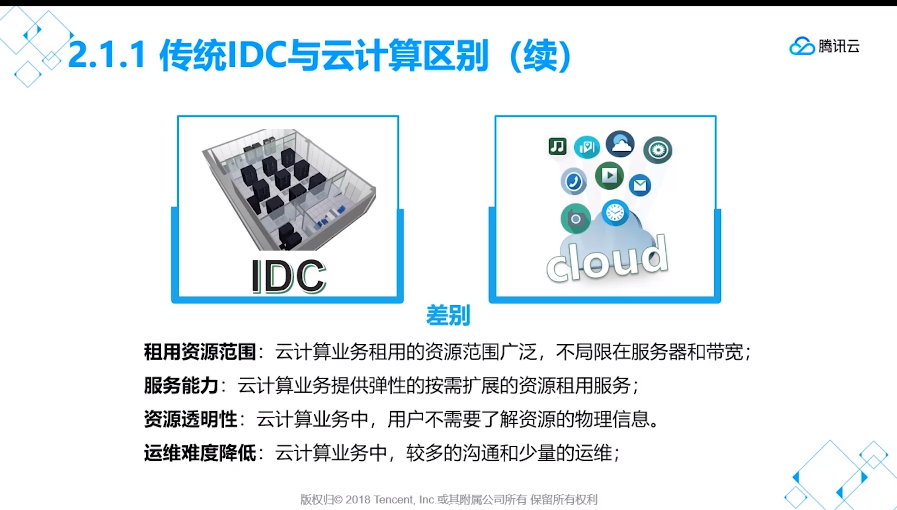 2.1.1 传统IDC与云计算区别（续）
腾讯云
IDC
cloud
差别
租用资源范围：云计算业务租用的资源范围广泛，不局限在服务器和带宽；
服务能力：云计算业务提供弹性的按需扩展的资源租用服务；
资源透明性：云计算业务中，用户不需要了解资源的物理信息。
运维难度降低：云计算业务中，较多的沟通和少量的运维；
版权归© 2018 Tencent, Inc.或其附属公司所有 保留所有权利